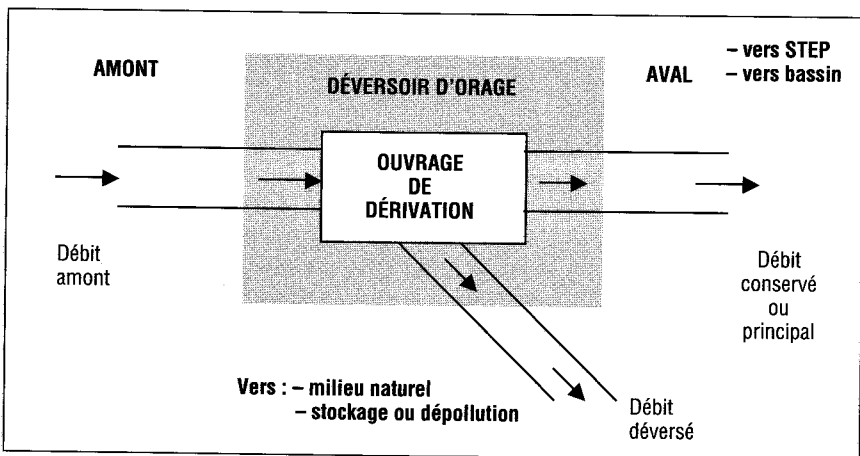 AMONT
DÉVERSOIR D'ORAGE
AVAL
– vers STEP
– vers bassin
OUVRAGE
DE
DÉRIVATION
Débit
amont
Débit
conservé
ou
principal
Vers : – milieu naturel
– stockage ou dépollution
Débit
déversé